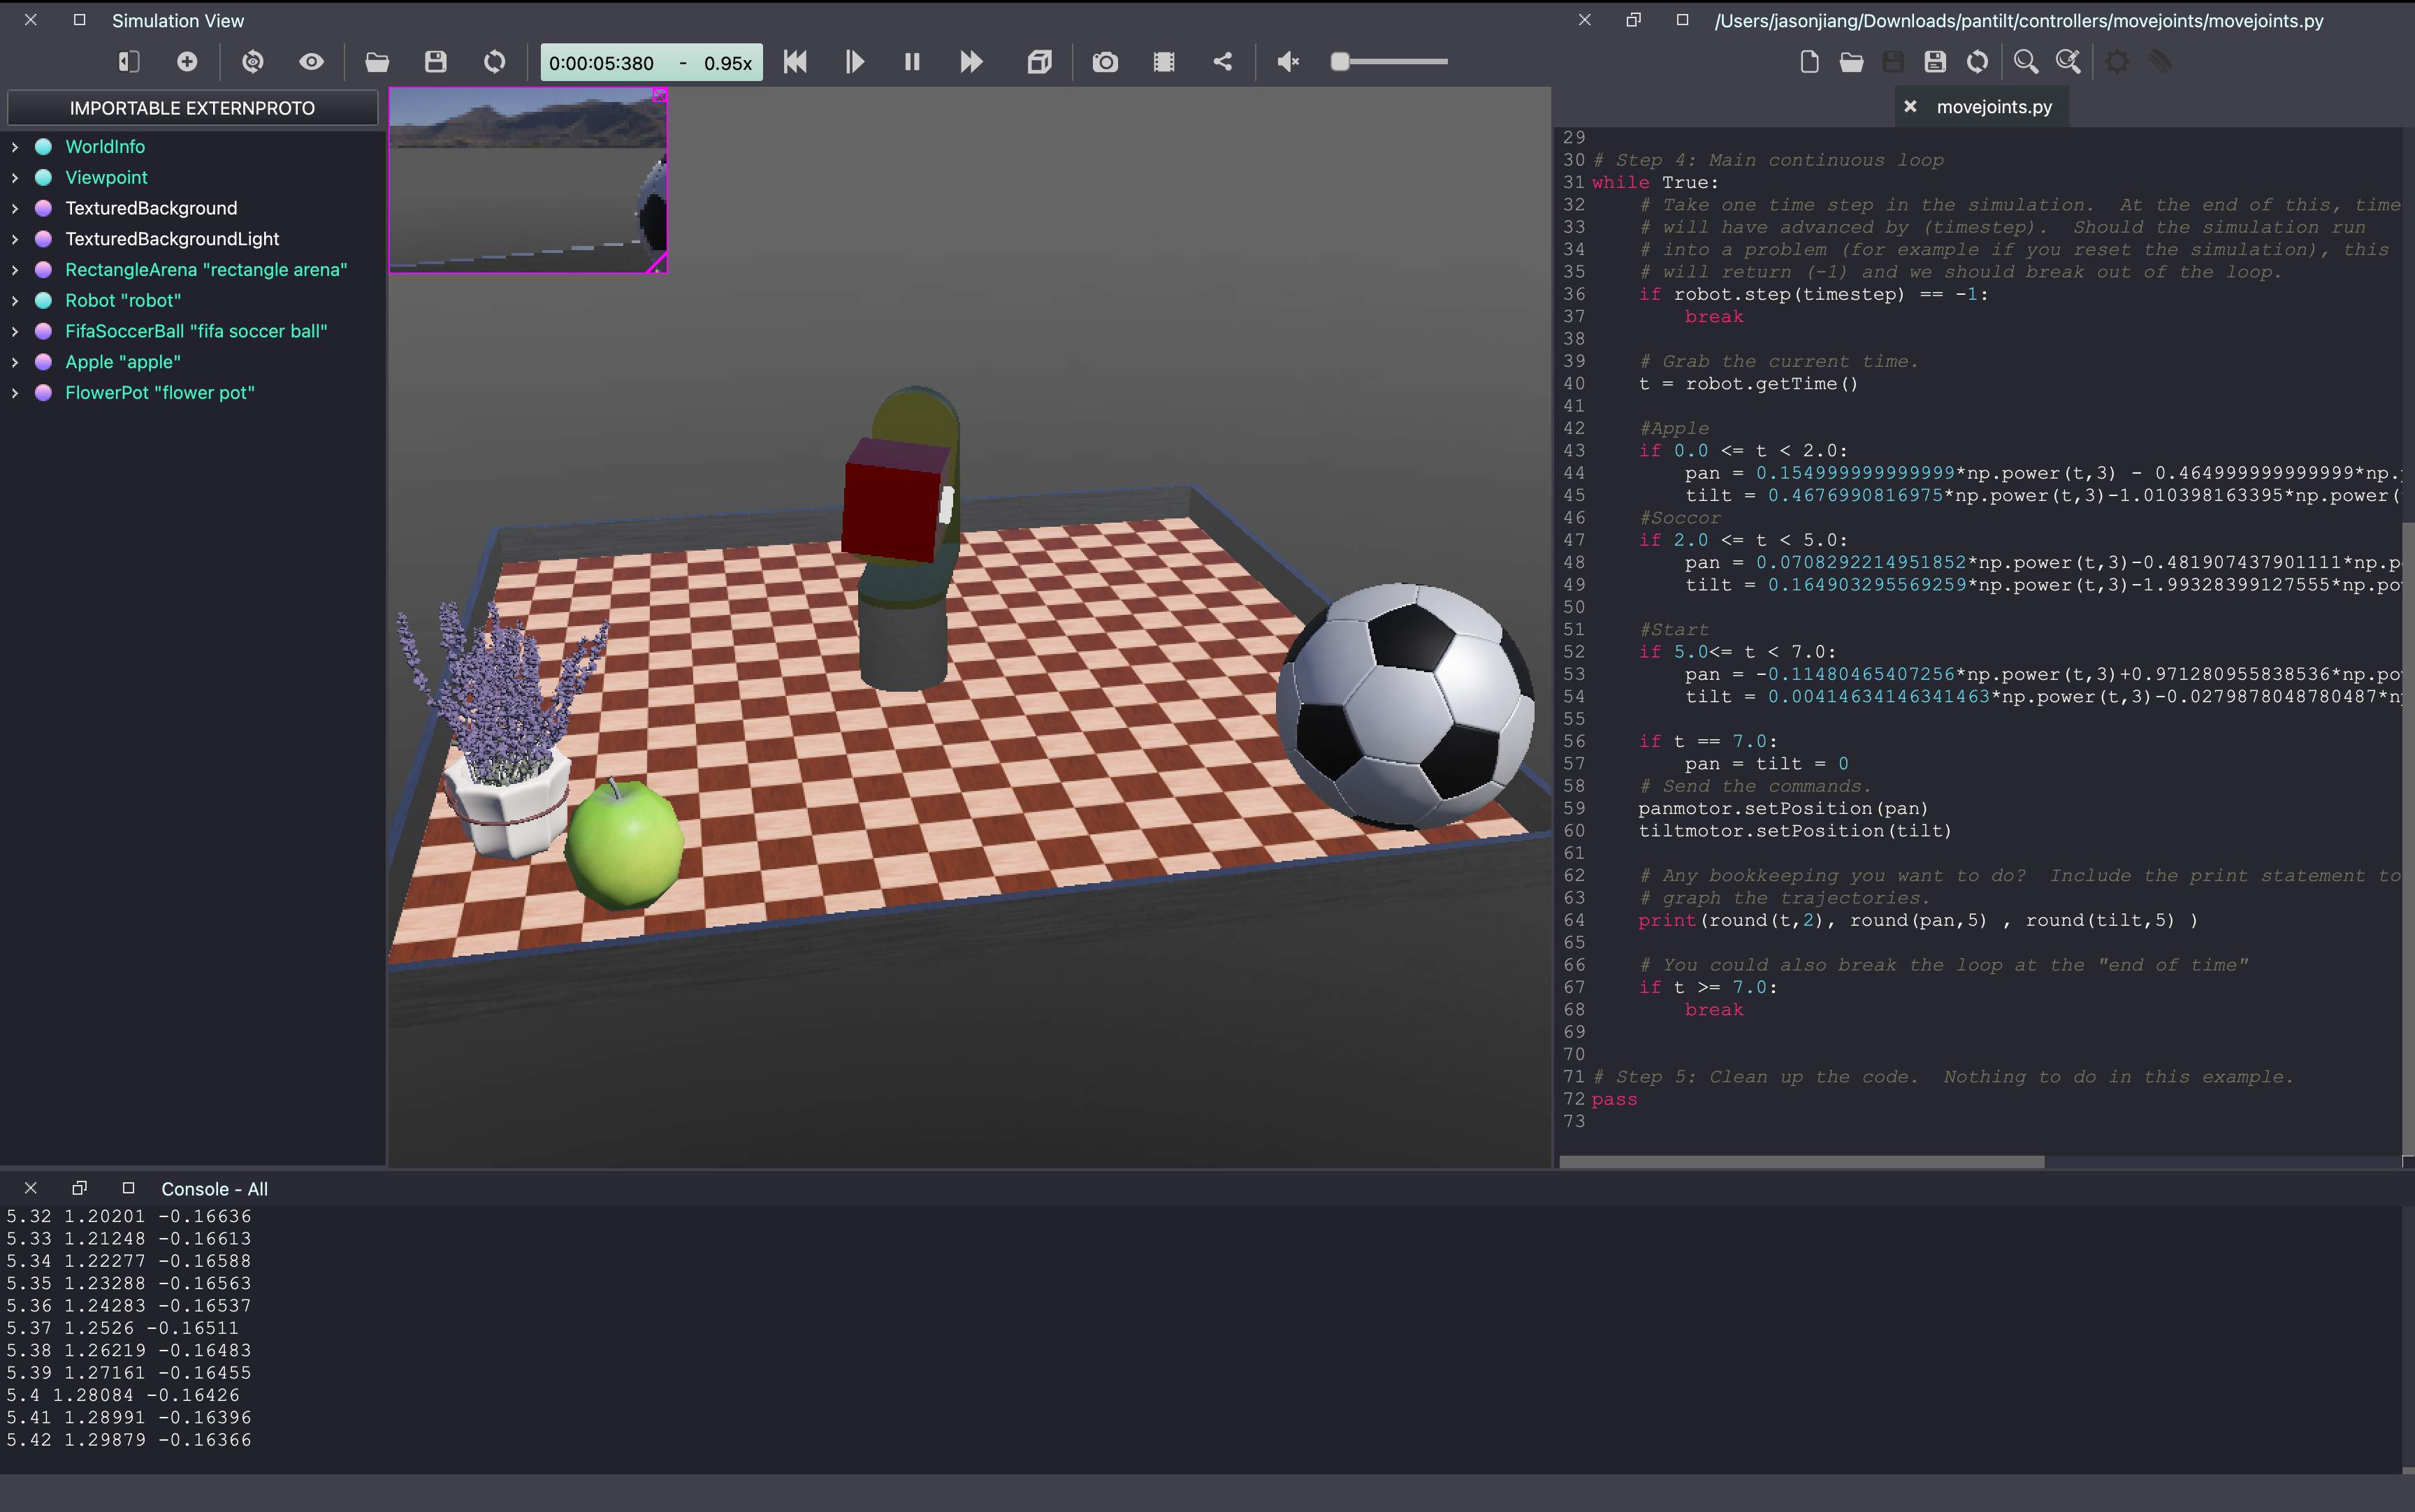 Simulation View
0:00:05:380 - 0.95x
IMPORTABLE EXTERNPROTO
WorldInfo
Viewpoint
TexturedBackground
TexturedBackgroundLight
RectangleArena "rectangle arena"
Robot "robot"
FifaSoccerBall "fifa soccer ball"
Apple "apple"
FlowerPot "flower pot"
/Users/jasonjiang/Downloads/pantilt/controllers/movejoints/movejoints.py
movejoints.py
29
30 # Step 4: Main continuous loop
31 while True:
32 # Take one time step in the simulation.  At the end of this, time
33 # will have advanced by (timestep).  Should the simulation run
34 # into a problem (for example if you reset the simulation), this
35 # will return (-1) and we should break out of the loop.
36 if robot.step(timestep) == -1:
37 break
38
39 # Grab the current time.
40 t = robot.getTime()
41
42 #Apple
43 if 0.0 <= t < 2.0:
44 pan = 0.1549999999999999*np.power(t,3) - 0.464999999999999*np.
45 tilt = 0.4676990816975*np.power(t,3)-1.010398163395*np.power(
46 #Soccor
47 if 2.0 <= t < 5.0:
48 pan = 0.0708292214951852*np.power(t,3)-0.4819074379011111*np.p
49 tilt = 0.164903295569259*np.power(t,3)-1.99328399127555*np.po
50
51 #Start
52 if 5.0<= t < 7.0:
53 pan = -0.11480465407256*np.power(t,3)+0.971280955838536*np.po
54 tilt = 0.00414634146341463*np.power(t,3)-0.0279878048780487*n
55
56 if t == 7.0:
57 pan = tilt = 0
58 # Send the commands.
59 panmotor.setPosition(pan)
60 tiltmotor.setPosition(tilt)
61
62 # Any bookkeeping you want to do?  Include the print statement to
63 # graph the trajectories.
64 print(round(t,2), round(pan,5) , round(tilt,5) )
65
66 # You could also break the loop at the "end of time"
67 if t >= 7.0:
68 break
69
70
71 # Step 5: Clean up the code.  Nothing to do in this example.
72 pass
73
Console - All
5.32 1.20201 -0.16636
5.33 1.21248 -0.16613
5.34 1.22277 -0.16588
5.35 1.23288 -0.16563
5.36 1.24283 -0.16537
5.37 1.2526 -0.16511
5.38 1.26219 -0.16483
5.39 1.27161 -0.16455
5.4 1.28084 -0.16426
5.41 1.28991 -0.16396
5.42 1.29879 -0.16366